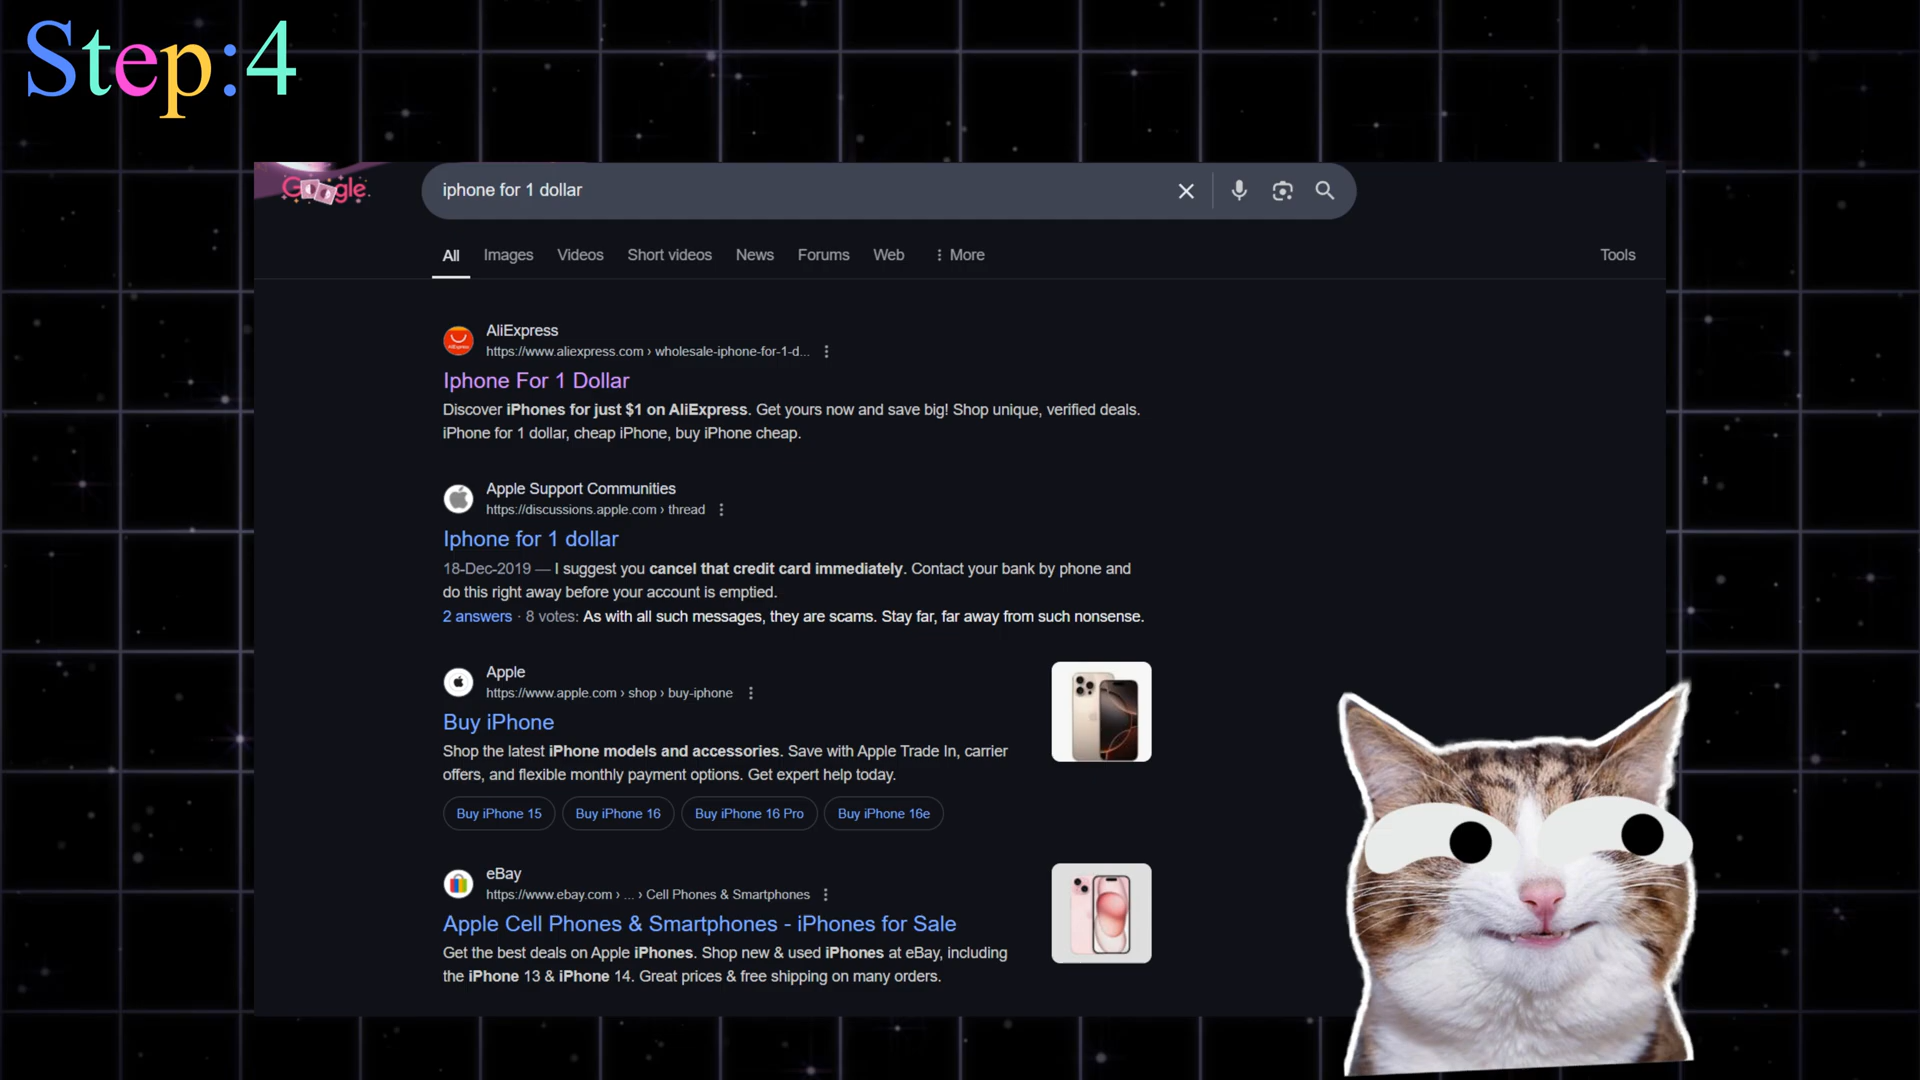 Step:4
Google
iphone for 1 dollar
All Images Videos Short videos News Forums Web More Tools
AliExpress
https://www.aliexpress.com › wholesale-iphone-for-1-d...
Iphone For 1 Dollar
Discover iPhones for just $1 on AliExpress. Get yours now and save big! Shop unique, verified deals.
iPhone for 1 dollar, cheap iPhone, buy iPhone cheap.
Apple Support Communities
https://discussions.apple.com › thread
Iphone for 1 dollar
18-Dec-2019 — I suggest you cancel that credit card immediately. Contact your bank by phone and
do this right away before your account is emptied.
2 answers · 8 votes: As with all such messages, they are scams. Stay far, far away from such nonsense.
Apple
https://www.apple.com › shop › buy-iphone
Buy iPhone
Shop the latest iPhone models and accessories. Save with Apple Trade In, carrier
offers, and flexible monthly payment options. Get expert help today.
Buy iPhone 15 Buy iPhone 16 Buy iPhone 16 Pro Buy iPhone 16e
eBay
https://www.ebay.com › ... › Cell Phones & Smartphones
Apple Cell Phones & Smartphones - iPhones for Sale
Get the best deals on Apple iPhones. Shop new & used iPhones at eBay, including
the iPhone 13 & iPhone 14. Great prices & free shipping on many orders.